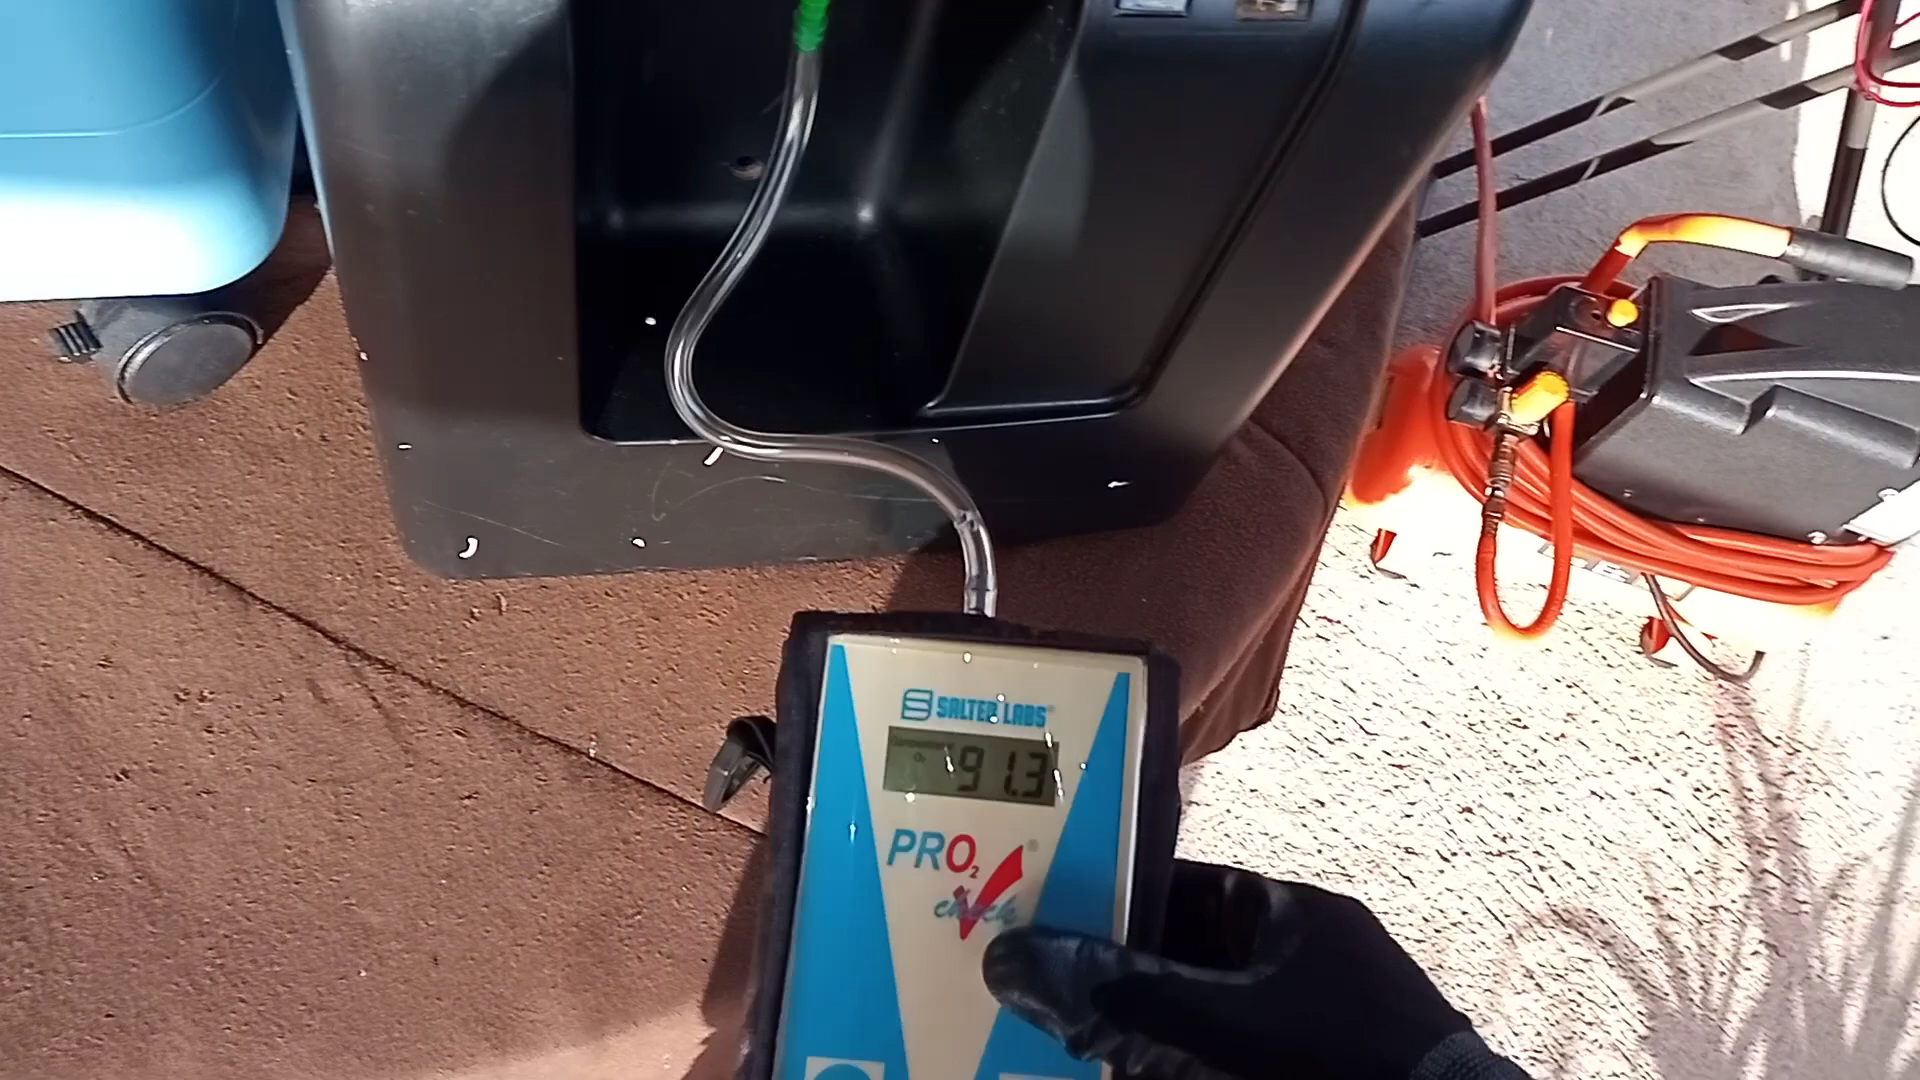 SALTER LABS®
O₂ 91.3
PRO₂ ®
check